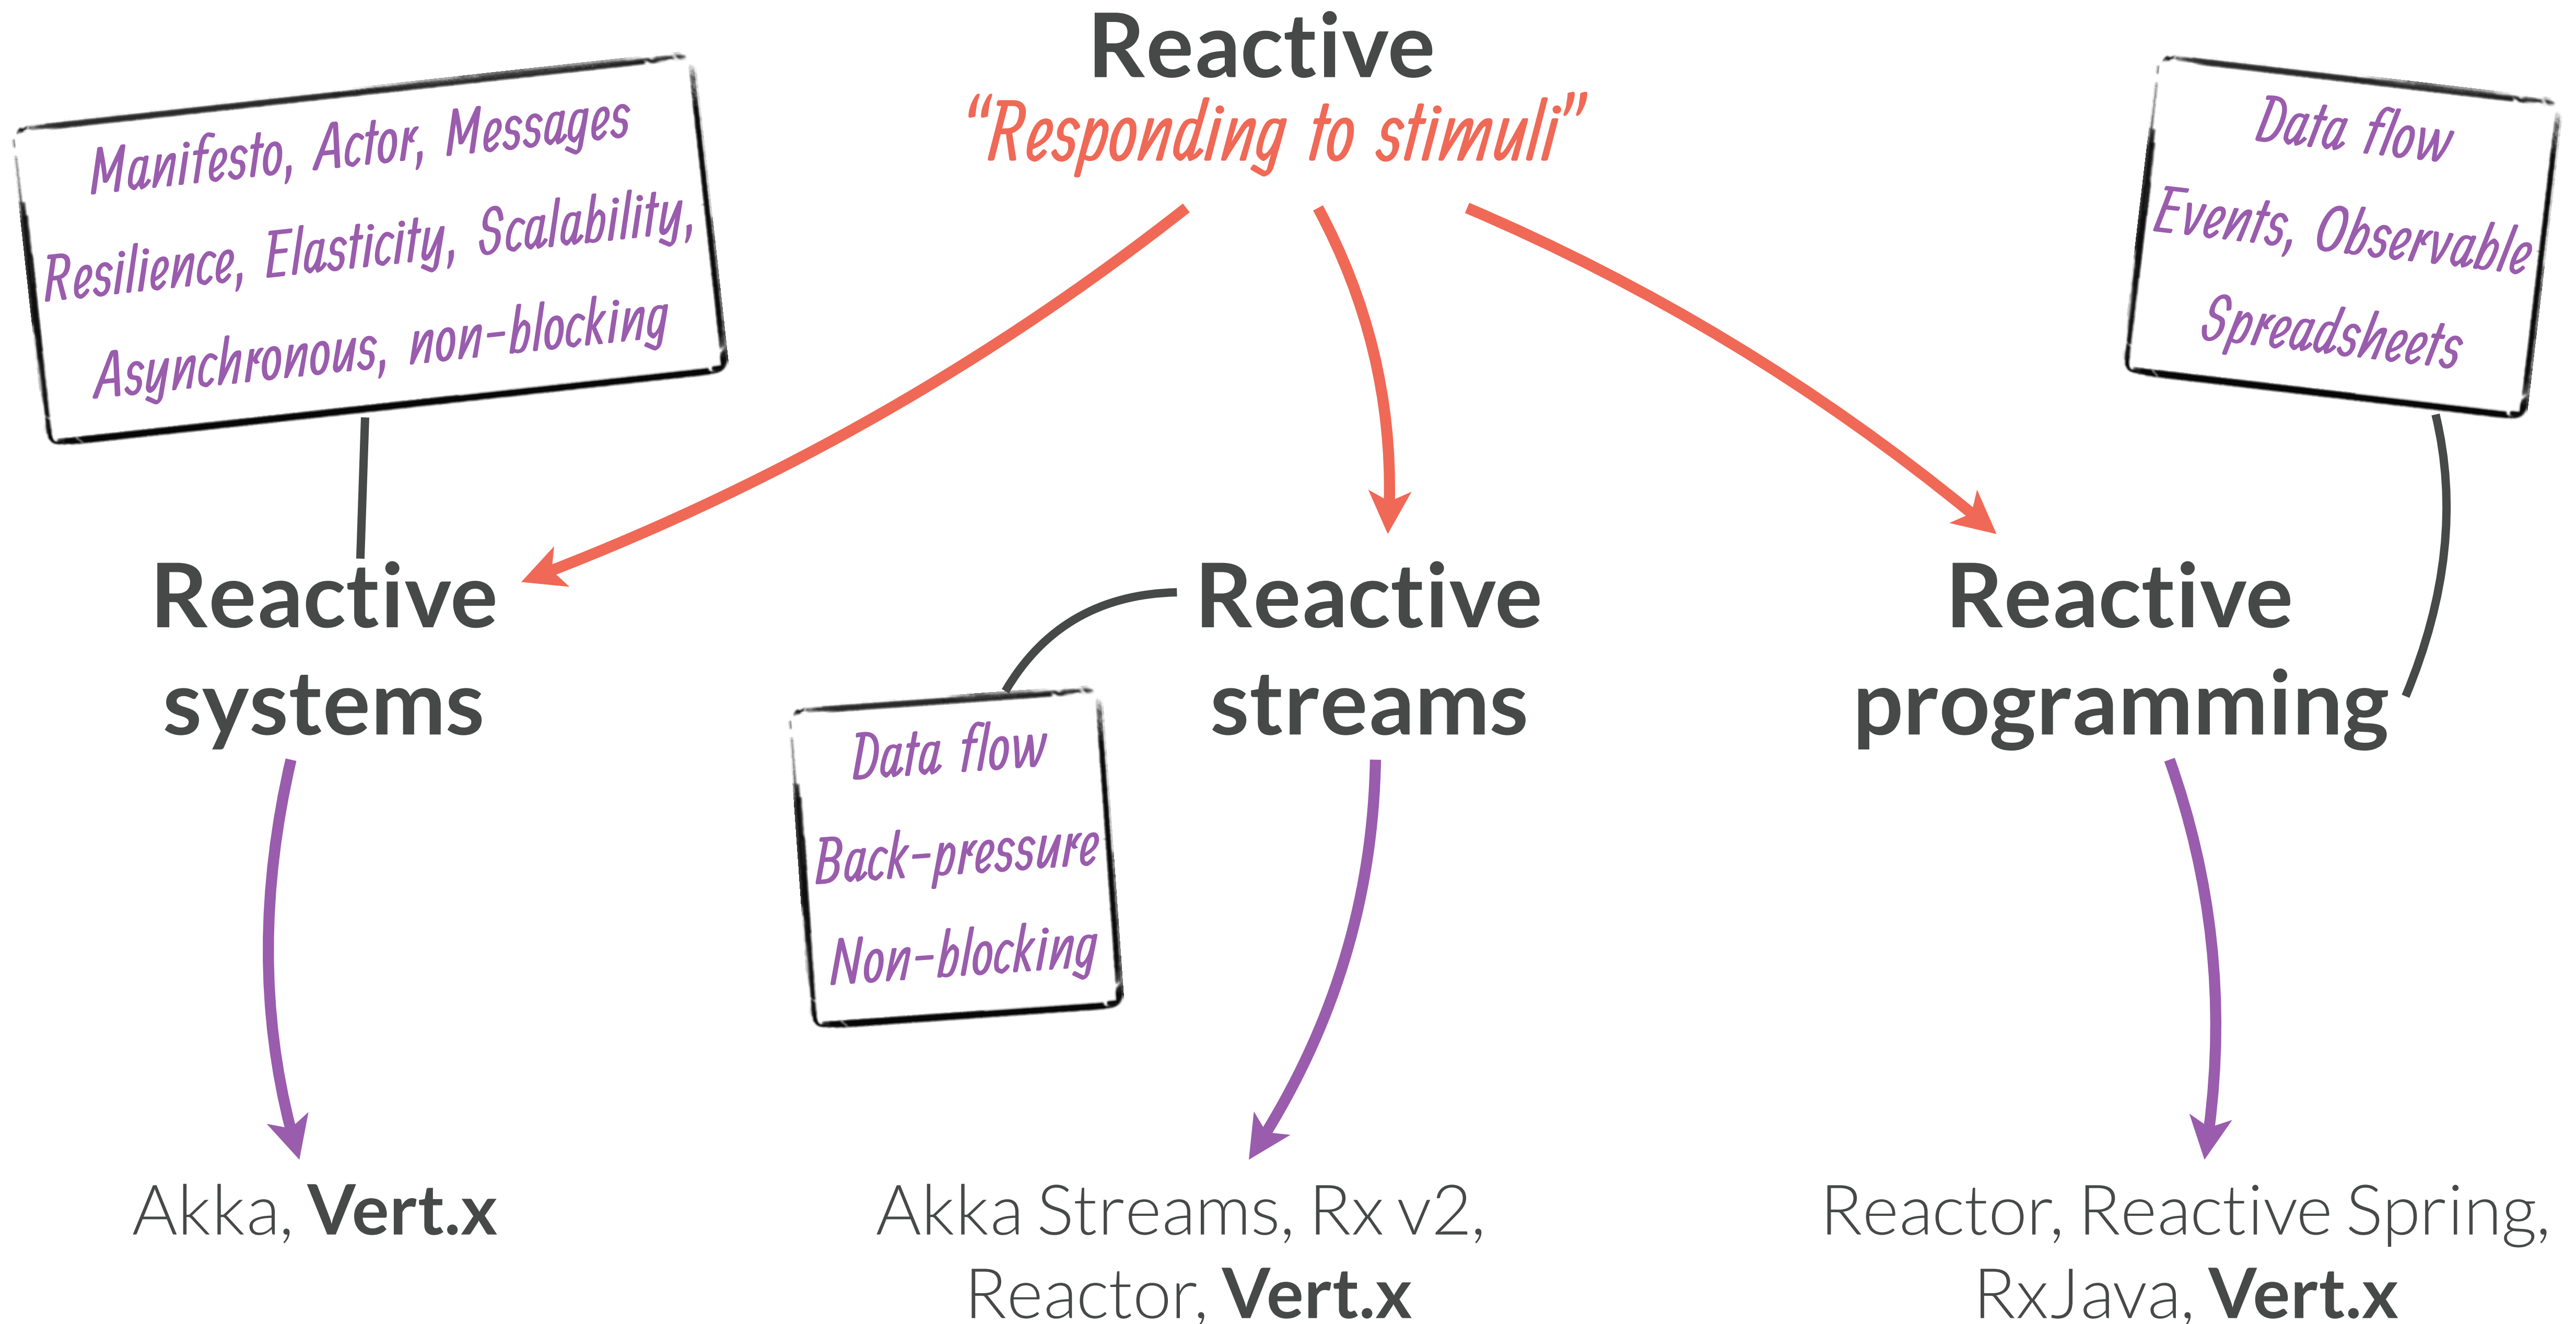 Reactive
“Responding to stimuli”
Manifesto, Actor, Messages
Resilience, Elasticity, Scalability,
Asynchronous, non-blocking
Data flow
Events, Observable
Spreadsheets
Reactive
systems
Reactive
streams
Reactive
programming
Data flow
Back-pressure
Non-blocking
Akka, Vert.x
Akka Streams, Rx v2,
Reactor, Vert.x
Reactor, Reactive Spring,
RxJava, Vert.x